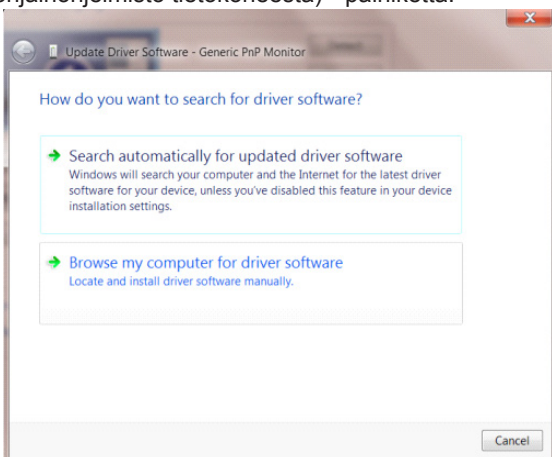 tietokoneesta) - painiketta.
Update Driver Software - Generic PnP Monitor
How do you want to search for driver software?
Search automatically for updated driver software
Windows will search your computer and the Internet for the latest driver
software for your device, unless you've disabled this feature in your device
installation settings.
Browse my computer for driver software
Locate and install driver software manually.
Cancel